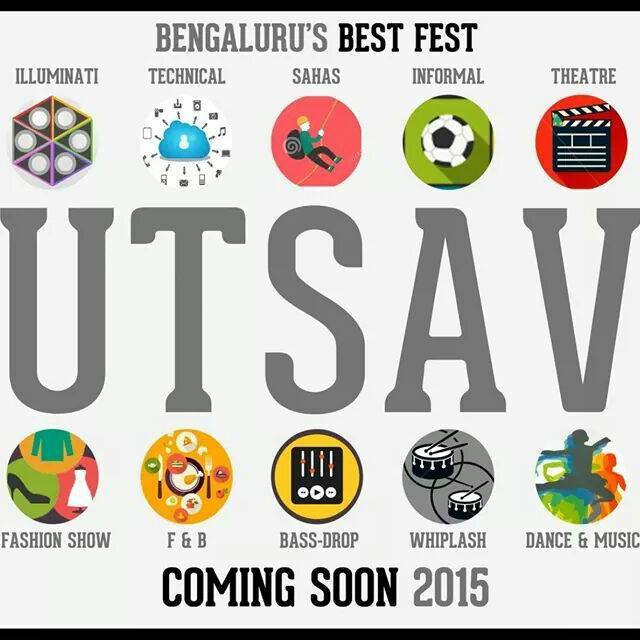 BENGALURU'S BEST FEST
ILLUMINATI TECHNICAL SAHAS INFORMAL THEATRE
UTSAV
FASHION SHOW F & B BASS-DROP WHIPLASH DANCE & MUSIC
COMING SOON 2015